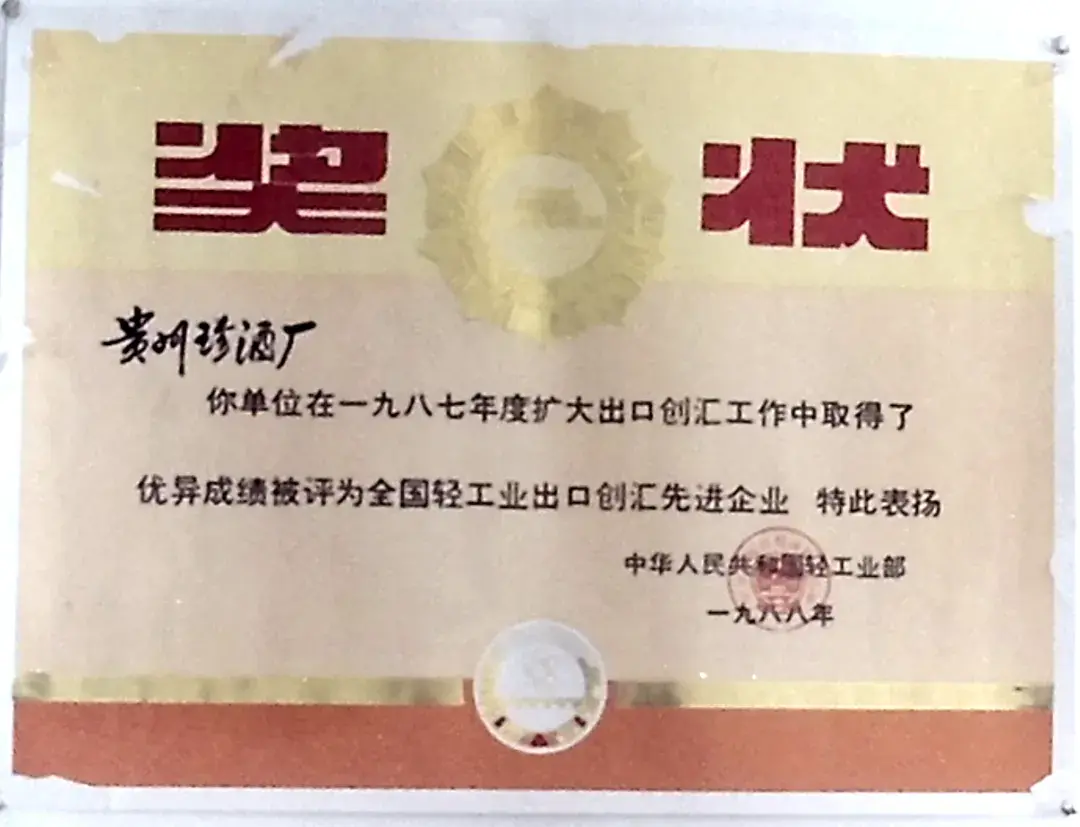 奖状
贵州珍酒厂
你单位在一九八七年度扩大出口创汇工作中取得了
优异成绩被评为全国轻工业出口创汇先进企业 特此表扬
中华人民共和国轻工业部
一九八八年